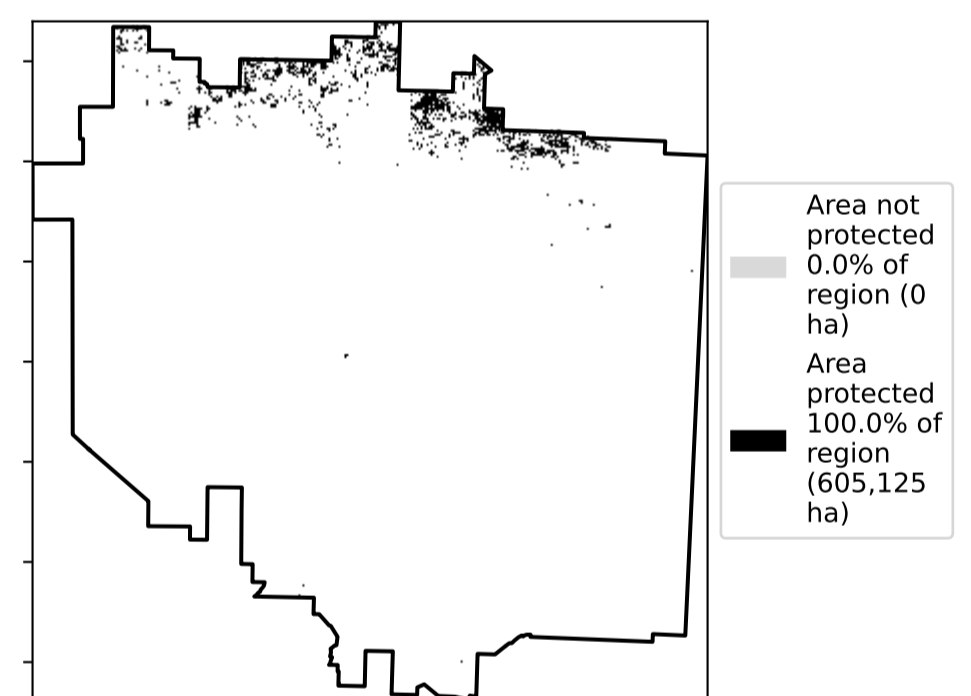 Area not
protected
0.0% of
region (0
ha)
Area
protected
100.0% of
region
(605,125
ha)